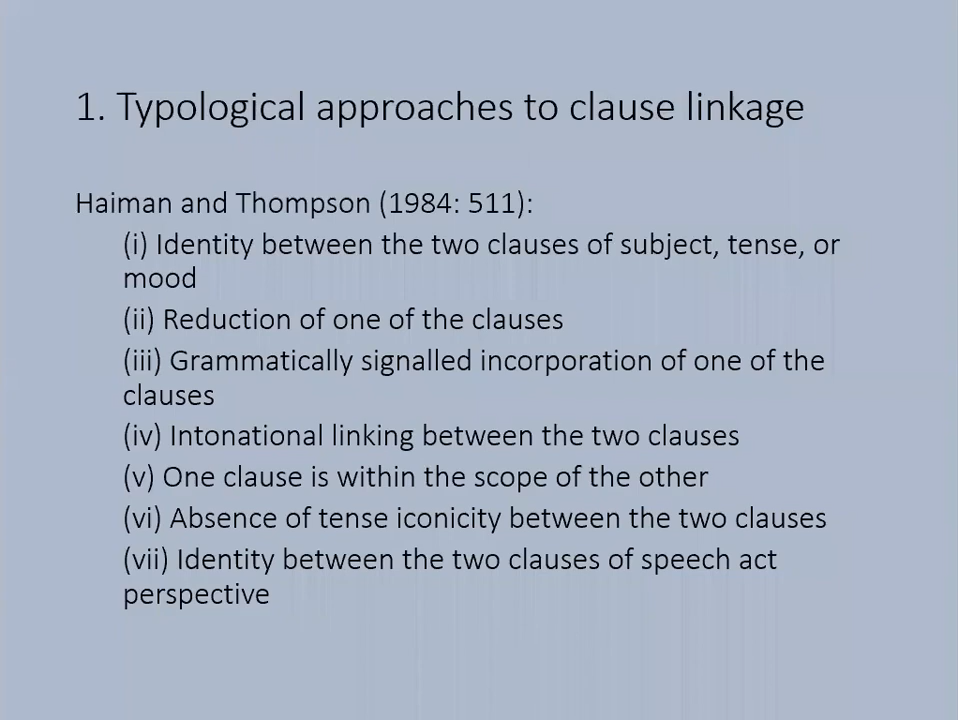 1. Typological approaches to clause linkage
Haiman and Thompson (1984: 511):
(i) Identity between the two clauses of subject, tense, or
mood
(ii) Reduction of one of the clauses
(iii) Grammatically signalled incorporation of one of the
clauses
(iv) Intonational linking between the two clauses
(v) One clause is within the scope of the other
(vi) Absence of tense iconicity between the two clauses
(vii) Identity between the two clauses of speech act
perspective